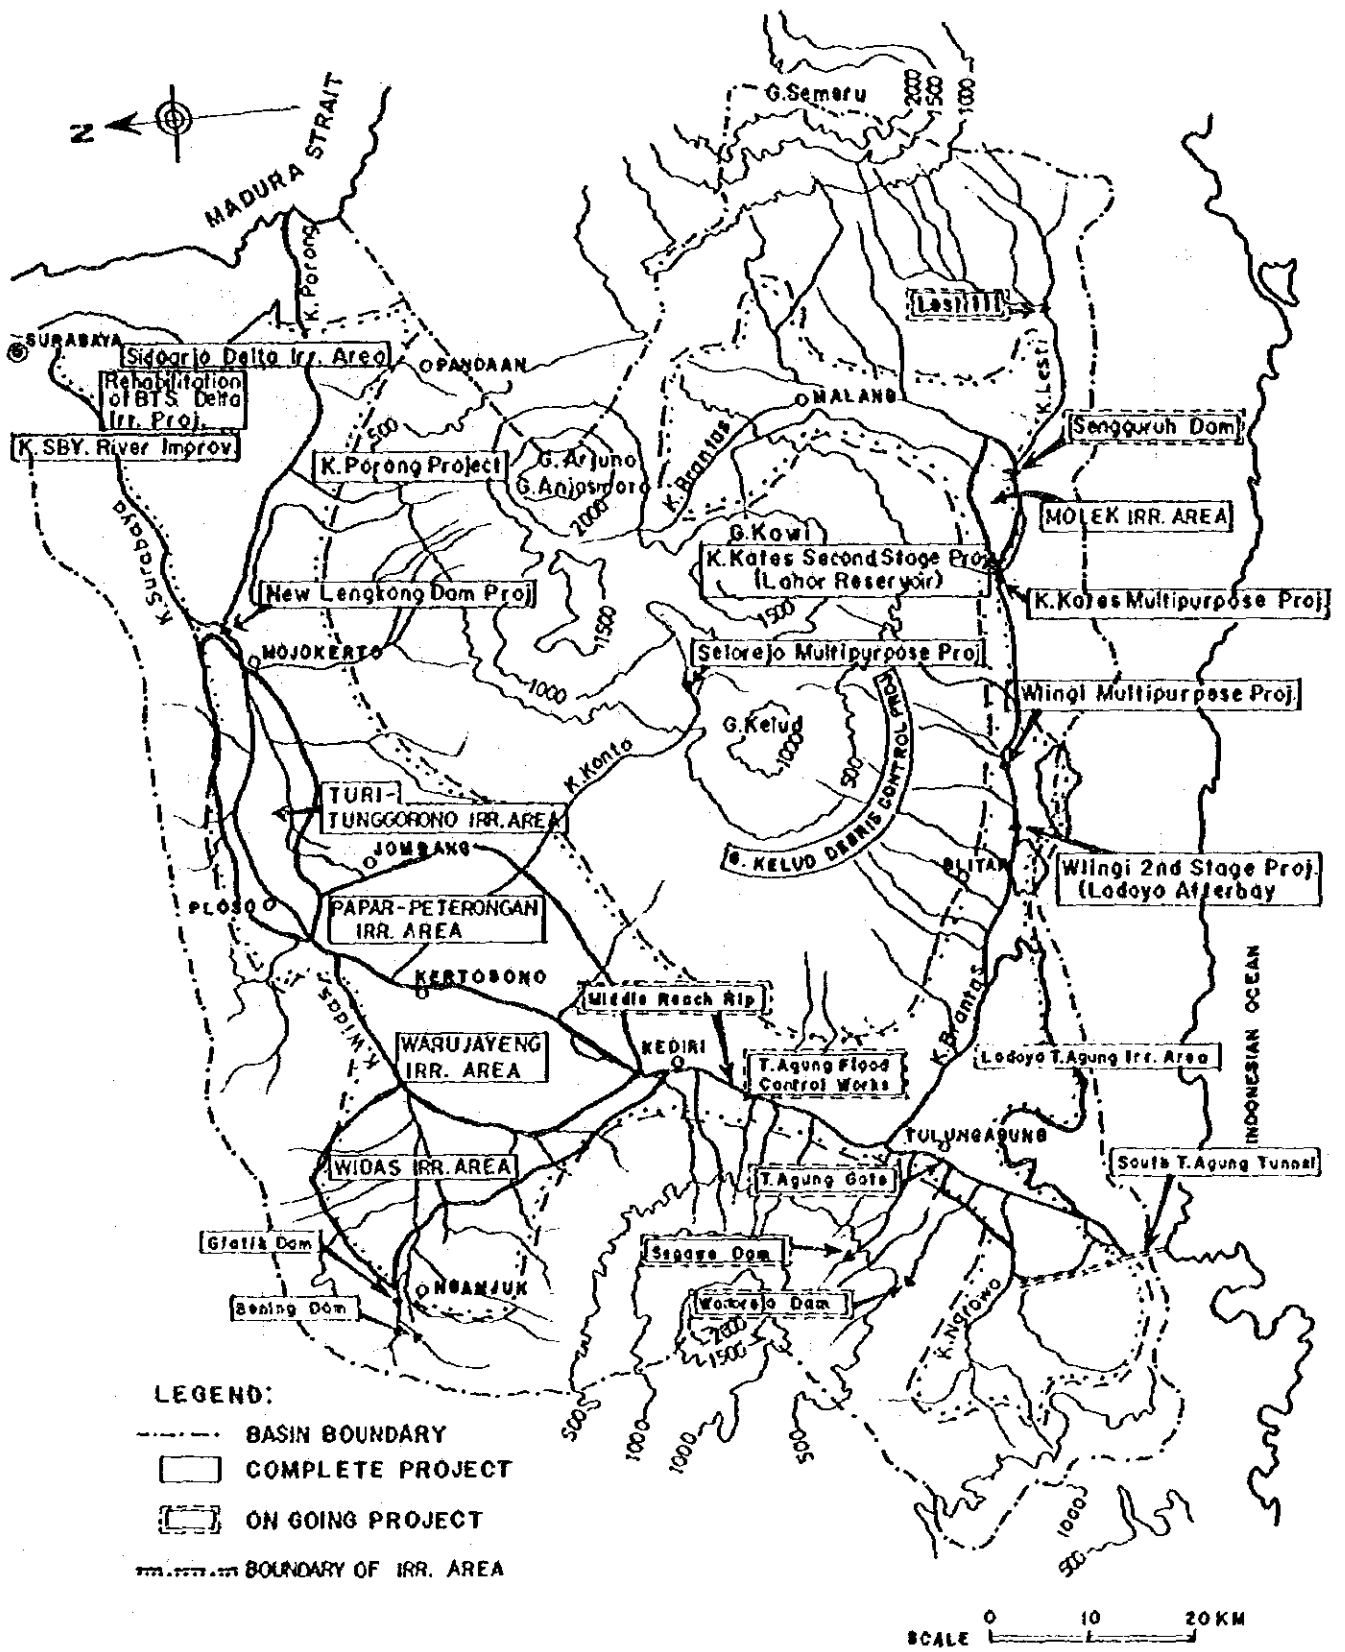 G.Semeru
2000
1500
1000
N
MADURA STRAIT
K.Porong
Lesti III
SURABAYA
Sidoarjo Delta Irr. Area
PANDAAN
Rehabilitation
of BTS. Delta
Irr. Proj.
MALANG
K.Lesti
K.SBY. River Improv.
500
K.Brantas
Sengguruh Dam
K.Porong Project
G.Arjuno
G.Anjasmoro
2000
MOLEK IRR. AREA
K.Surabaya
G.Kawi
K.Kates Second Stage Proj
(Lahor Reservoir)
New Lengkong Dam Proj
1500
1500
K.Kates Multipurpose Proj.
MOJOKERTO
Selorejo Multipurpose Proj
1000
Wlingi Multipurpose Proj.
G.Kelud
1000
500
K.Konto
G. KELUD DEBRIS CONTROL PROJ
TURI-
TUNGGORONO IRR. AREA
JOMBANG
BLITAR
Wlingi 2nd Stage Proj.
(Lodoyo Afterbay
PLOSO
PAPAR-PETERONGAN
IRR. AREA
KERTOSONO
K.Widas
Middle Reach Rip
K.Brantas
INDONESIAN OCEAN
WARUJAYENG
IRR. AREA
KEDIRI
T.Agung Flood
Control Works
Lodoyo T.Agung Irr. Area
TULUNGAGUNG
WIDAS IRR. AREA
T.Agung Gate
South T.Agung Tunnel
Segawe Dam
Bening Dam
NGANJUK
Wonorejo Dam
2000
1500
K.Ngrowo
500
1000
1000
500
1000
500
LEGEND:
BASIN BOUNDARY
COMPLETE PROJECT
ON GOING PROJECT
BOUNDARY OF IRR. AREA
SCALE 0 10 20 KM